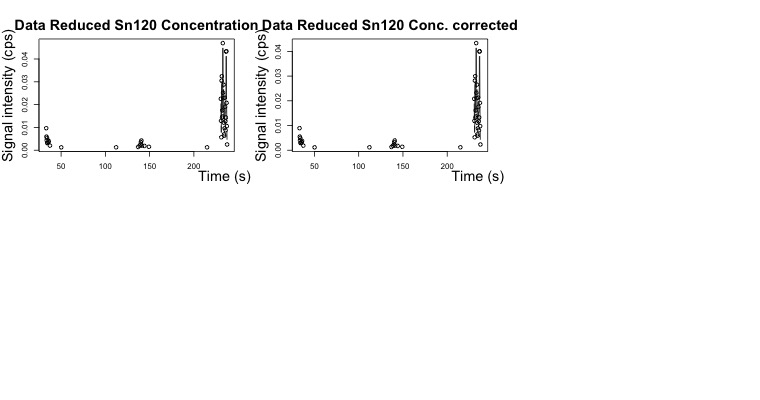 Data Reduced Sn120 Concentration
Signal intensity (cps)
0.00 0.01 0.02 0.03 0.04
50 100 150 200
Time (s)
Data Reduced Sn120 Conc. corrected
Signal intensity (cps)
0.00 0.01 0.02 0.03 0.04
50 100 150 200
Time (s)